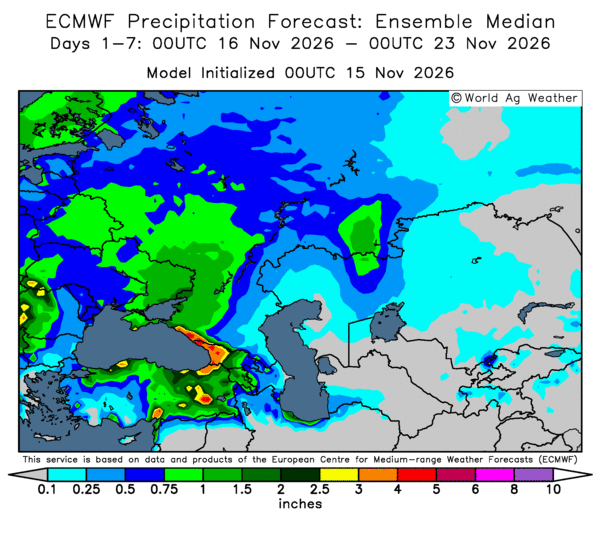 ECMWF Precipitation Forecast: Ensemble Median
Days 1-7: 00UTC 16 Nov 2026 - 00UTC 23 Nov 2026
Model Initialized 00UTC 15 Nov 2026
© World Ag Weather
This service is based on data and products of the European Centre for Medium-range Weather Forecasts (ECMWF)
0.1 0.25 0.5 0.75 1 1.5 2 2.5 3 4 5 6 8 10
inches